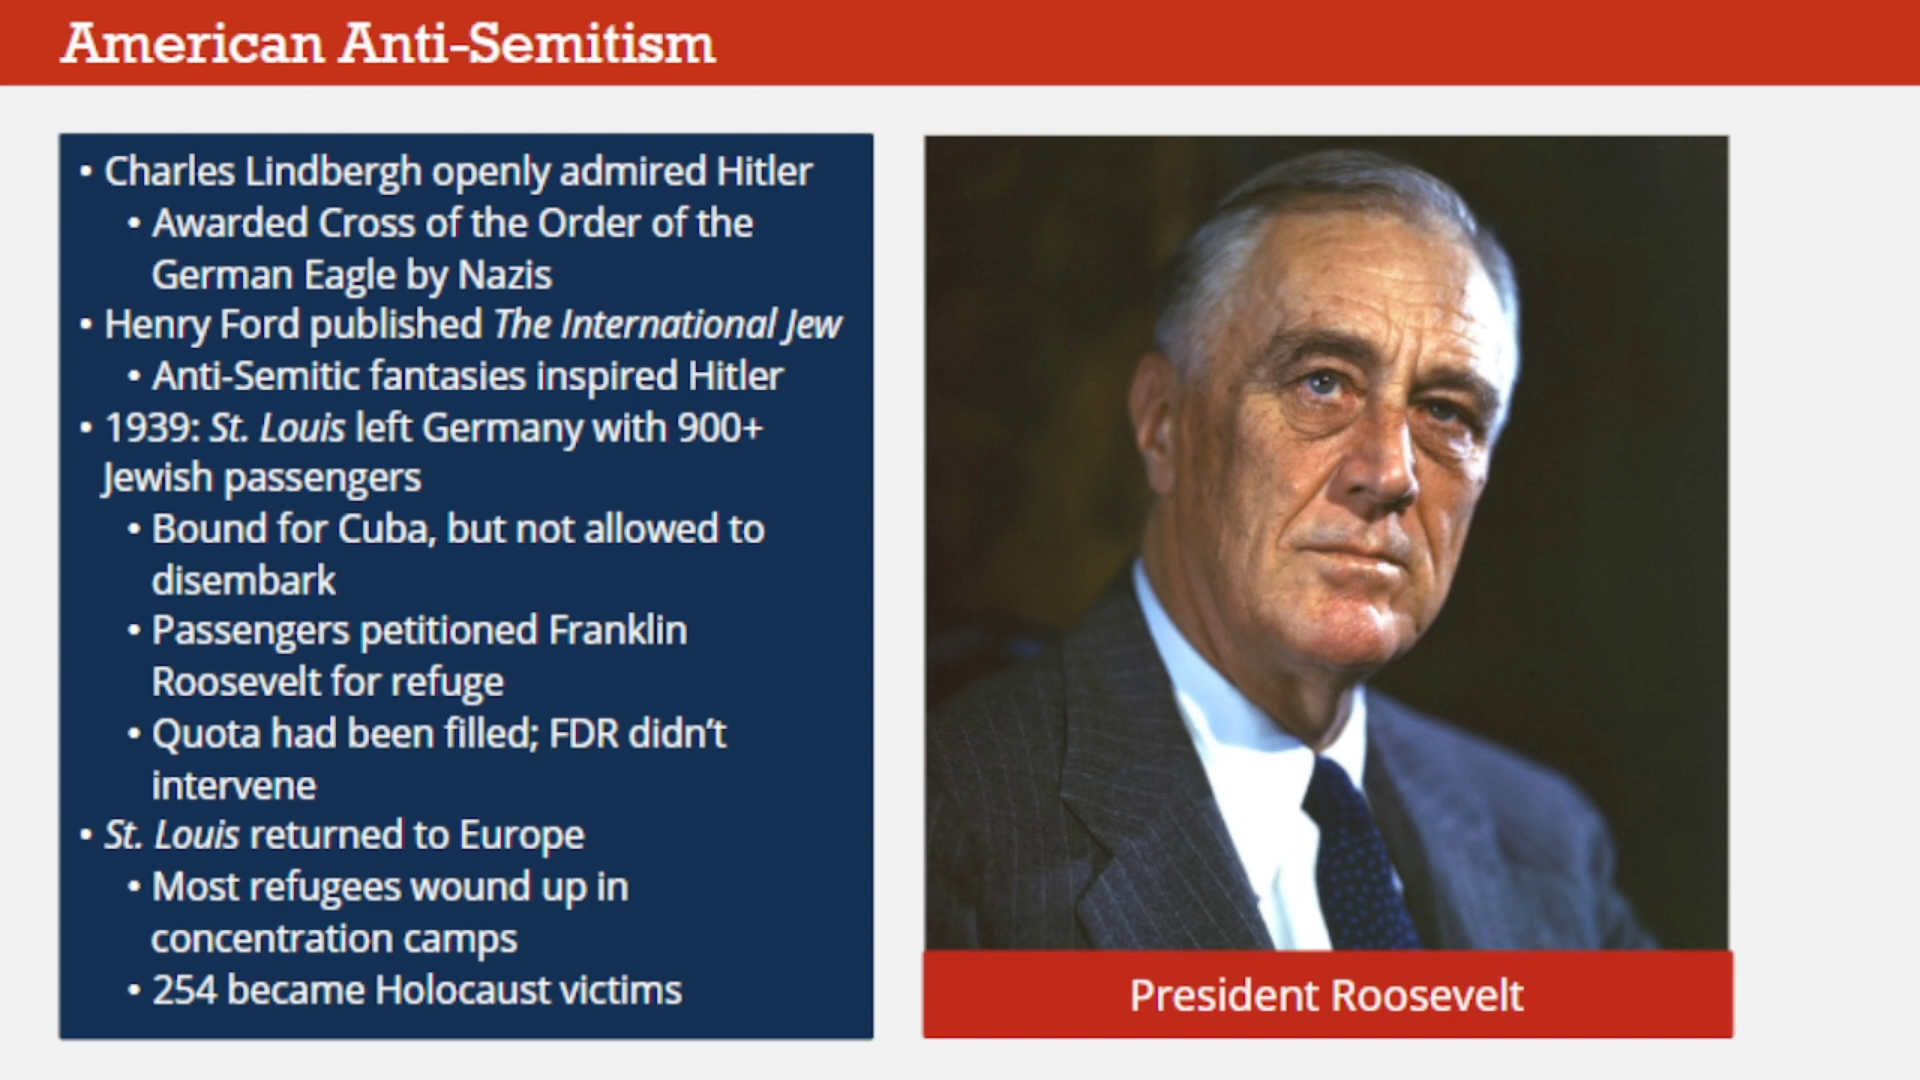 American Anti-Semitism
• Charles Lindbergh openly admired Hitler
• Awarded Cross of the Order of the
German Eagle by Nazis
• Henry Ford published The International Jew
• Anti-Semitic fantasies inspired Hitler
• 1939: St. Louis left Germany with 900+
Jewish passengers
• Bound for Cuba, but not allowed to
disembark
• Passengers petitioned Franklin
Roosevelt for refuge
• Quota had been filled; FDR didn’t
intervene
• St. Louis returned to Europe
• Most refugees wound up in
concentration camps
• 254 became Holocaust victims
President Roosevelt